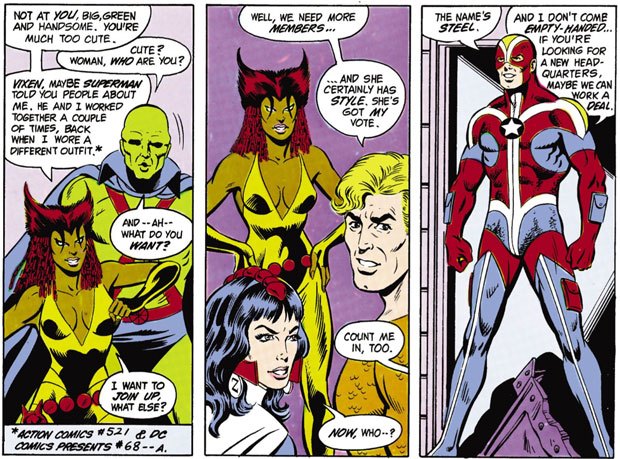 NOT AT YOU, BIG, GREEN
AND HANDSOME. YOU'RE
MUCH TOO CUTE.
CUTE?
WOMAN, WHO ARE YOU?
VIXEN, MAYBE SUPERMAN
TOLD YOU PEOPLE ABOUT
ME. HE AND I WORKED
TOGETHER A COUPLE
OF TIMES, BACK
WHEN I WORE A
DIFFERENT OUTFIT.*
AND--AH--
WHAT DO YOU
WANT?
I WANT TO
JOIN UP,
WHAT ELSE?
*ACTION COMICS #521 & DC
COMICS PRESENTS #68--A.
WELL, WE NEED MORE
MEMBERS...
...AND SHE
CERTAINLY HAS
STYLE. SHE'S
GOT MY
VOTE.
COUNT ME
IN, TOO.
NOW, WHO--?
THE NAME'S
STEEL.
AND I DON'T COME
EMPTY-HANDED...
IF YOU'RE
LOOKING FOR
A NEW HEAD-
QUARTERS,
MAYBE WE CAN
WORK A
DEAL.
Z